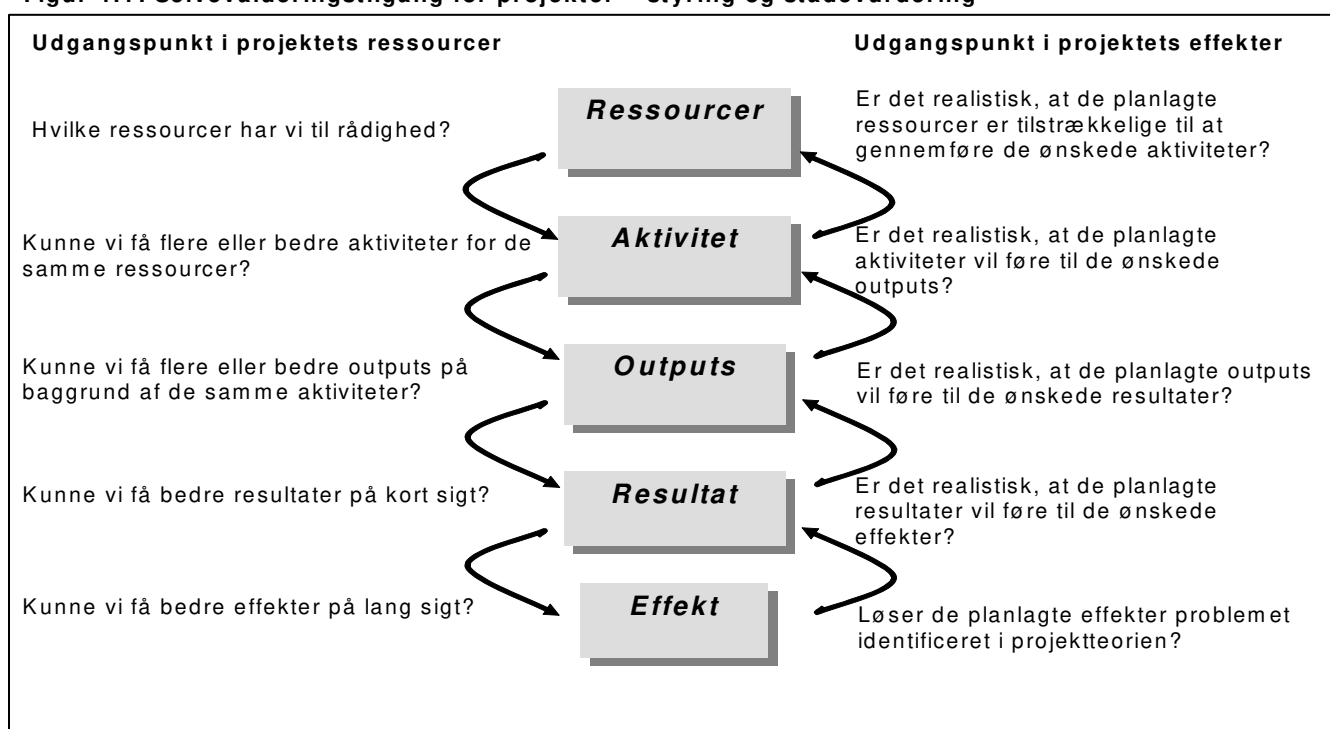 Udgangspunkt i projektets ressourcer
Udgangspunkt i projektets effekter
Hvilke ressourcer har vi til rådighed?
Ressourcer
Er det realistisk, at de planlagte
ressourcer er tilstrækkelige til at
gennemføre de ønskede aktiviteter?
Kunne vi få flere eller bedre aktiviteter for de
samme ressourcer?
Aktivitet
Er det realistisk, at de planlagte
aktiviteter vil føre til de ønskede
outputs?
Kunne vi få flere eller bedre outputs på
baggrund af de samme aktiviteter?
Outputs
Er det realistisk, at de planlagte outputs
vil føre til de ønskede resultater?
Kunne vi få bedre resultater på kort sigt?
Resultat
Er det realistisk, at de planlagte
resultater vil føre til de ønskede
effekter?
Kunne vi få bedre effekter på lang sigt?
Effekt
Løser de planlagte effekter problemet
identificeret i projektteorien?